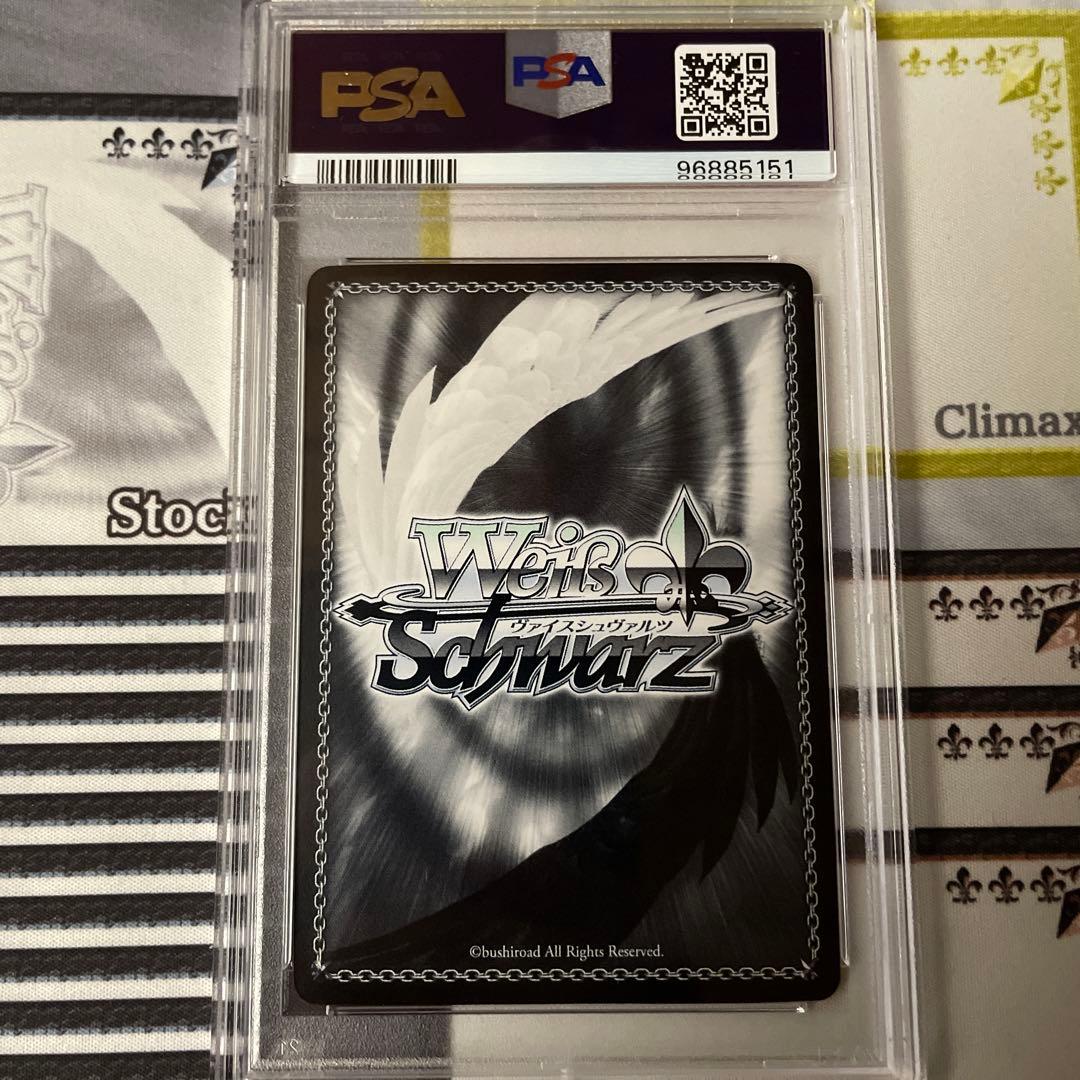 PSA
PSA
96885151
Climax
Stock
Weiß
ヴァイスシュヴァルツ
Schwarz
©bushiroad All Rights Reserved.